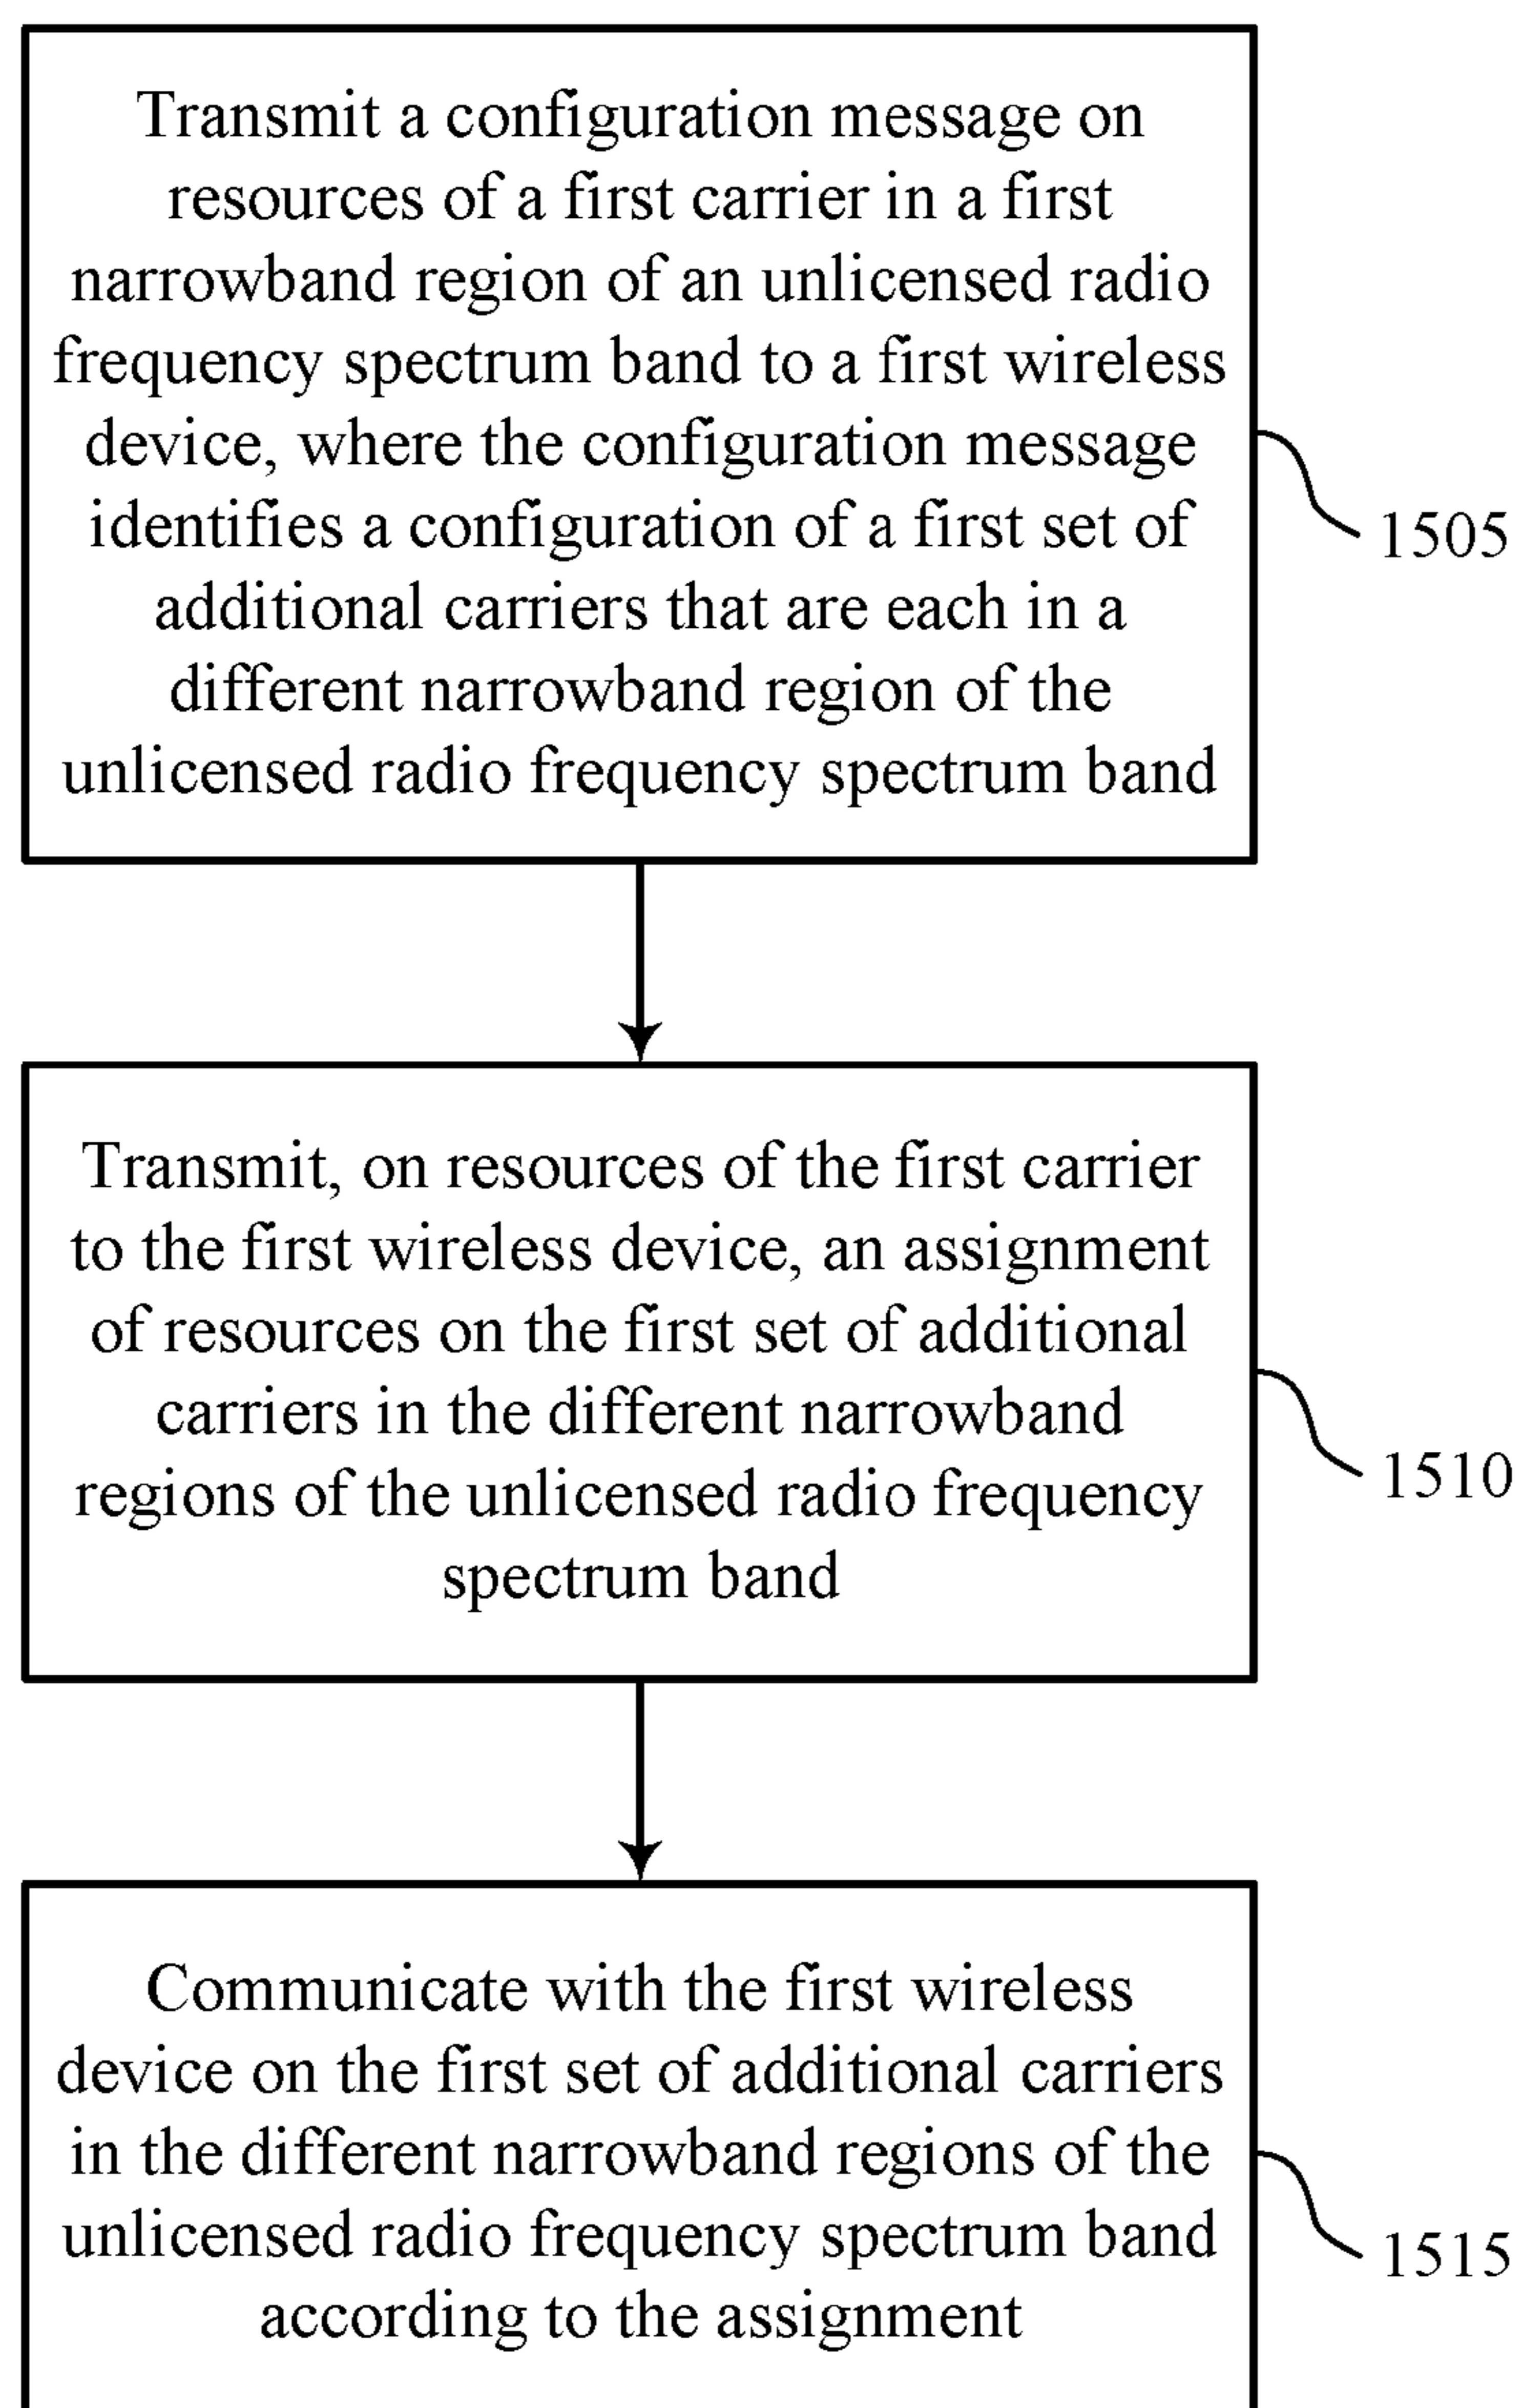 Transmit a configuration message on
resources of a first carrier in a first
narrowband region of an unlicensed radio
frequency spectrum band to a first wireless
device, where the configuration message
identifies a configuration of a first set of
additional carriers that are each in a
different narrowband region of the
unlicensed radio frequency spectrum band
1505
Transmit, on resources of the first carrier
to the first wireless device, an assignment
of resources on the first set of additional
carriers in the different narrowband
regions of the unlicensed radio frequency
spectrum band
1510
Communicate with the first wireless
device on the first set of additional carriers
in the different narrowband regions of the
unlicensed radio frequency spectrum band
according to the assignment
1515